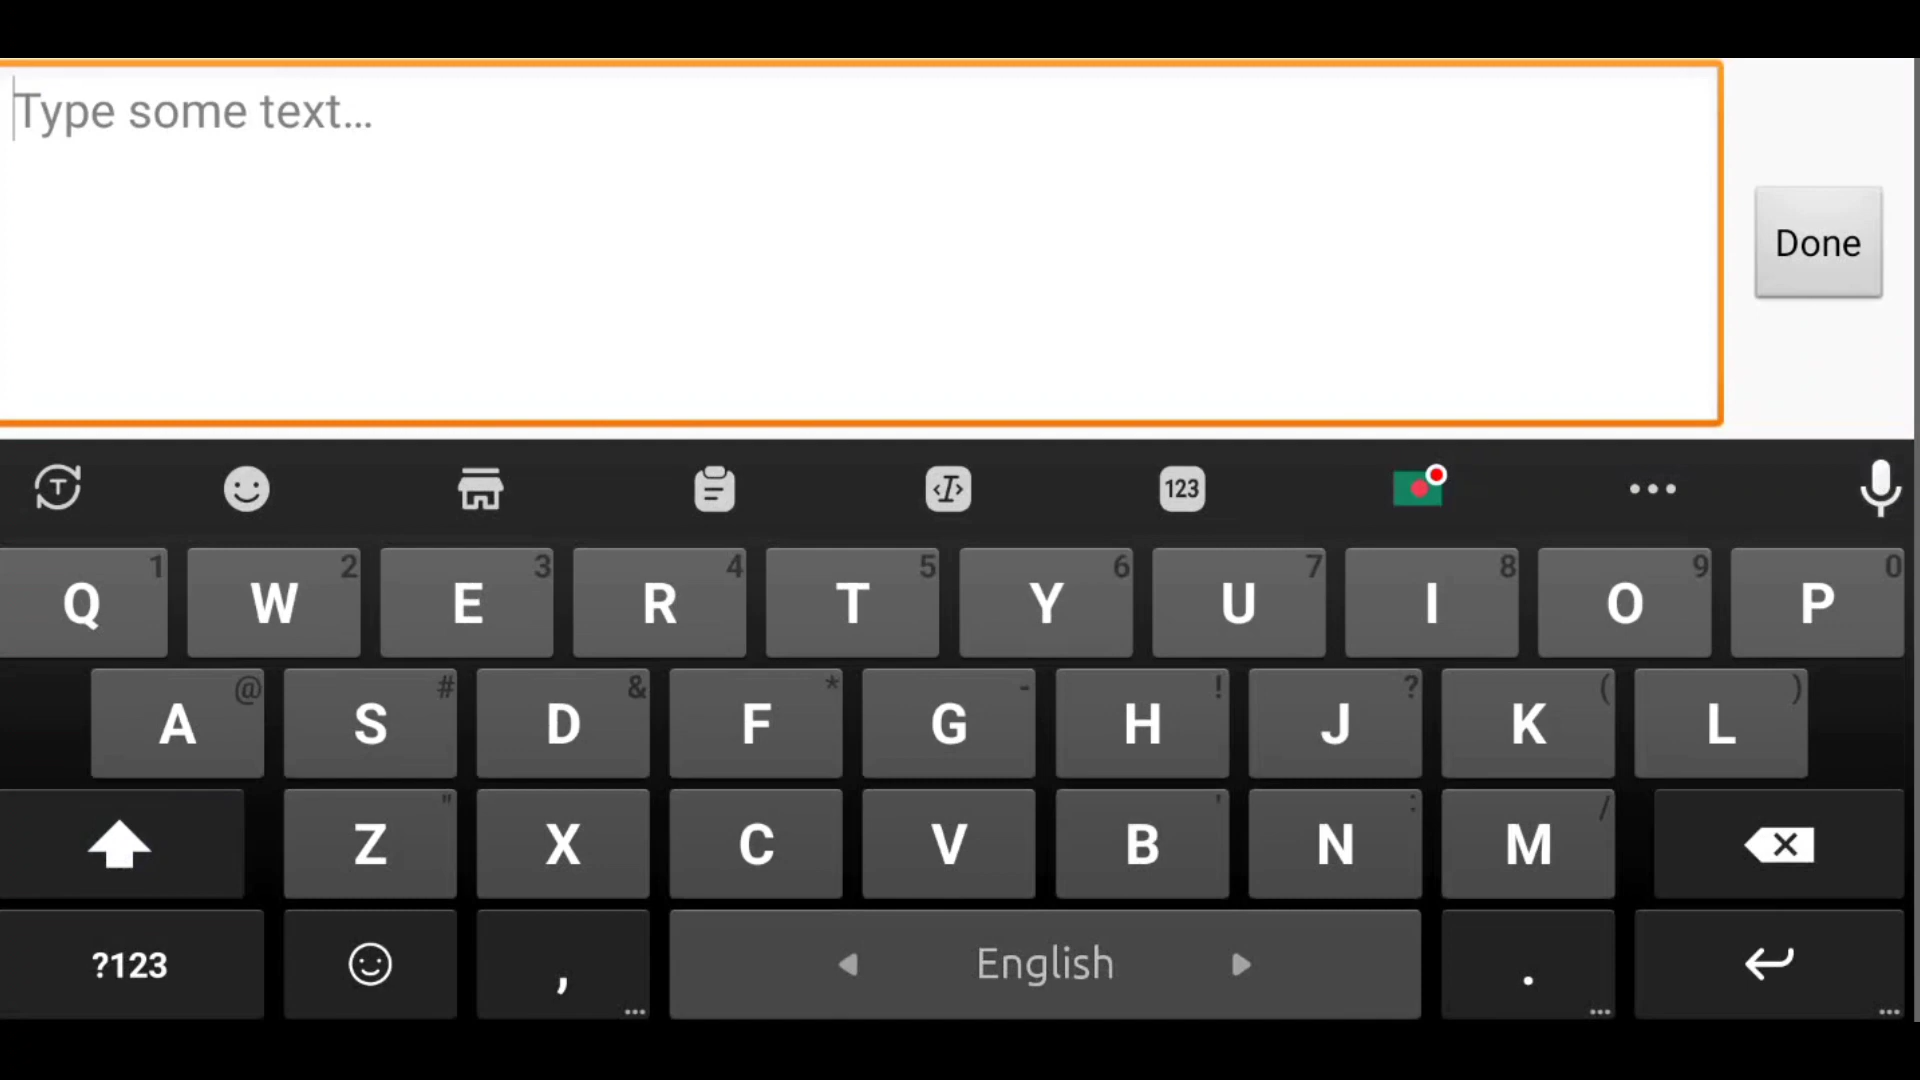 Type some text...
Done
T 123
1 2 3 4 5 6 7 8 9 0
Q W E R T Y U I O P
@ # & * - ! ? ( )
A S D F G H J K L
" ' : /
Z X C V B N M
?123 , English .